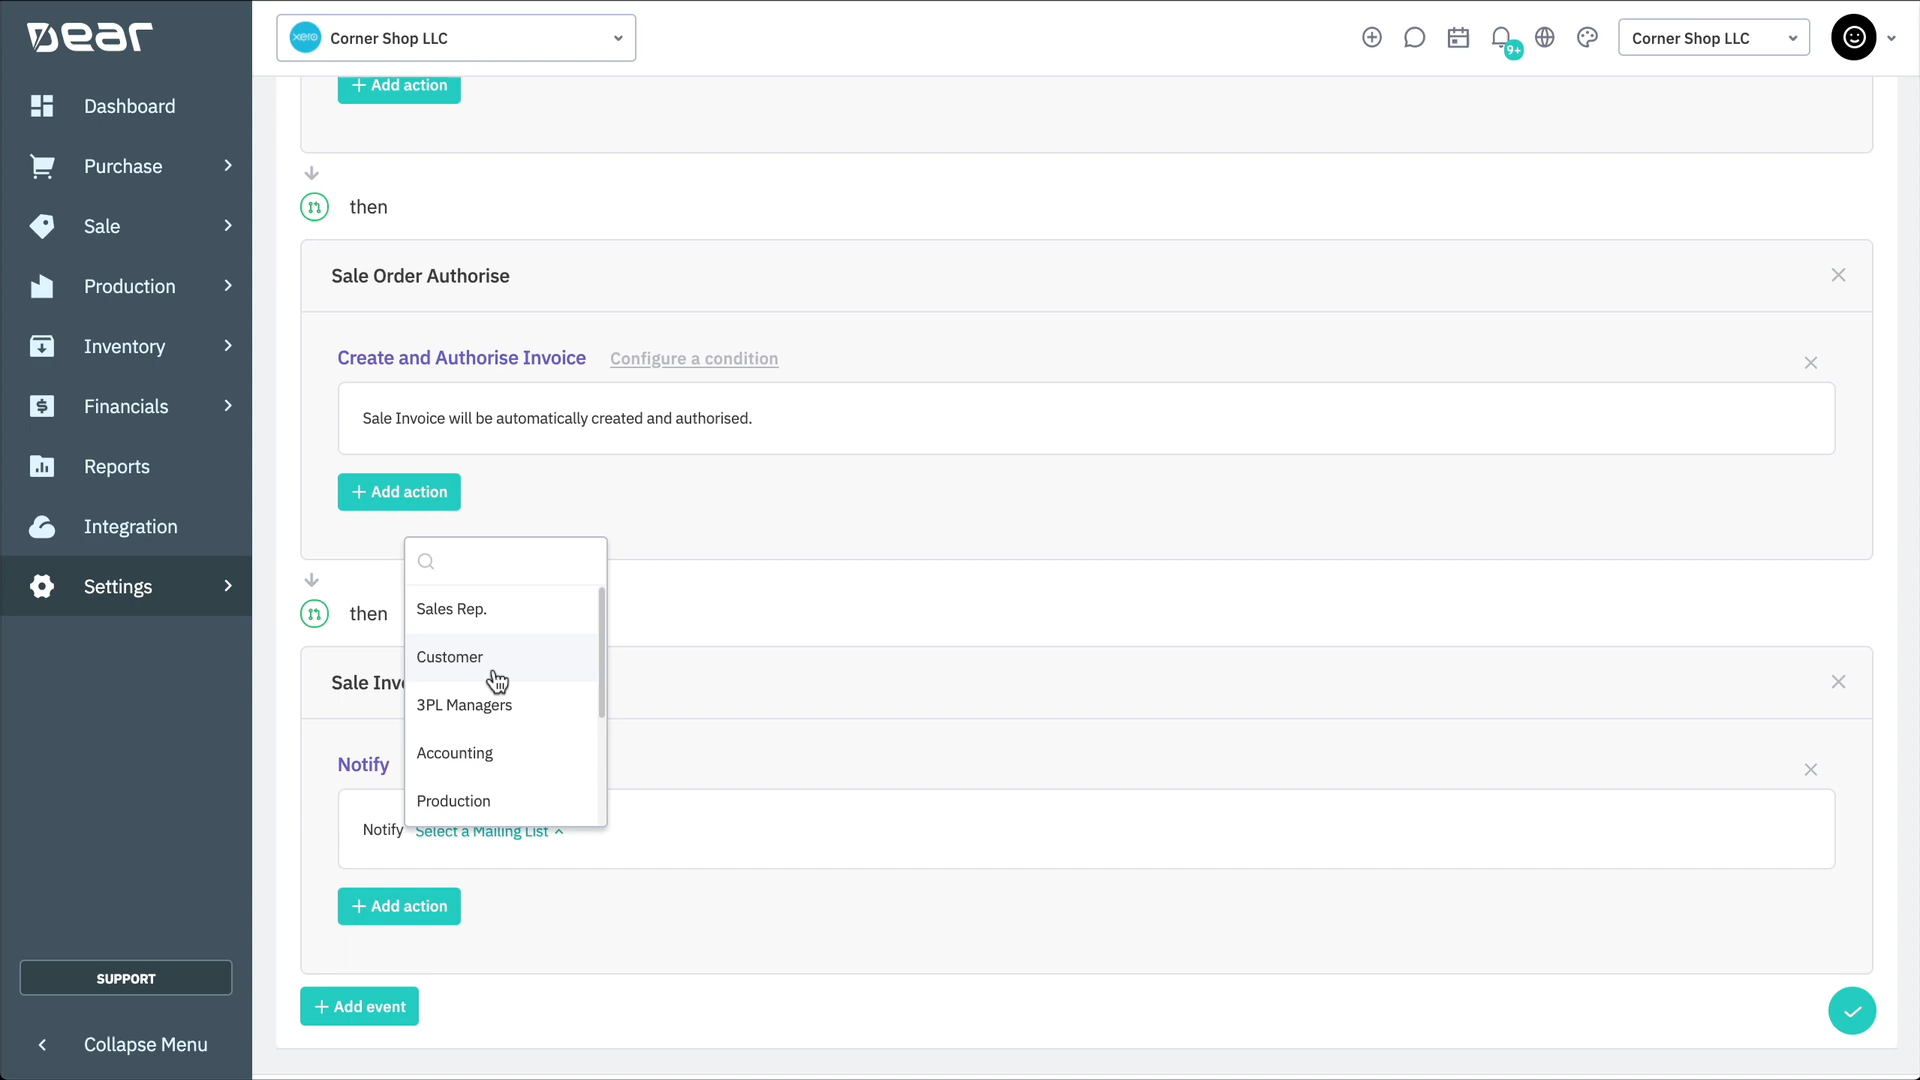 Dear
xero Corner Shop LLC
9+
Corner Shop LLC
Dashboard
Purchase
Sale
Production
Inventory
Financials
Reports
Integration
Settings
SUPPORT
Collapse Menu
+ Add action
then
Sale Order Authorise
Create and Authorise Invoice Configure a condition
Sale Invoice will be automatically created and authorised.
+ Add action
then
Sales Rep.
Customer
3PL Managers
Accounting
Production
Sale Inv
Notify
Notify Select a Mailing List
+ Add action
+ Add event